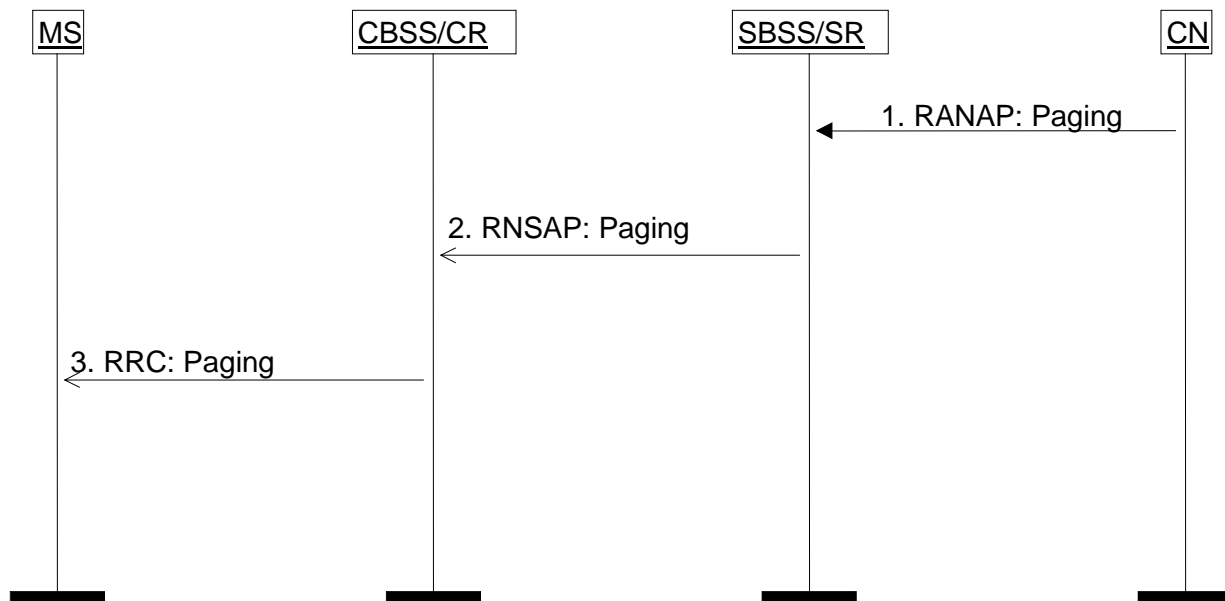 MS
CBSS/CR
SBSS/SR
CN
1. RANAP: Paging
2. RNSAP: Paging
3. RRC: Paging